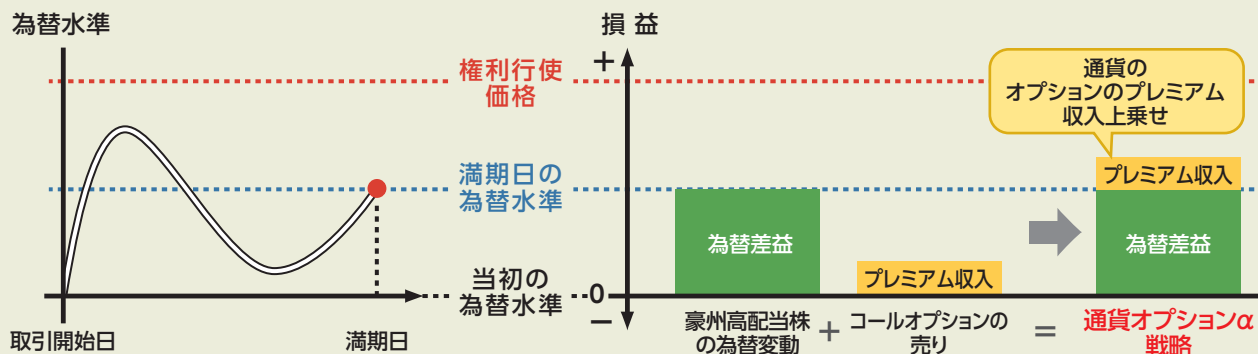 為替水準
権利行使
価格
満期日の
為替水準
当初の
為替水準
取引開始日
満期日
損 益
+
0
−
為替差益
プレミアム収入
通貨の
オプションのプレミアム
収入上乗せ
プレミアム収入
為替差益
豪州高配当株
の為替変動
+
コールオプションの
売り
=
通貨オプションα
戦略